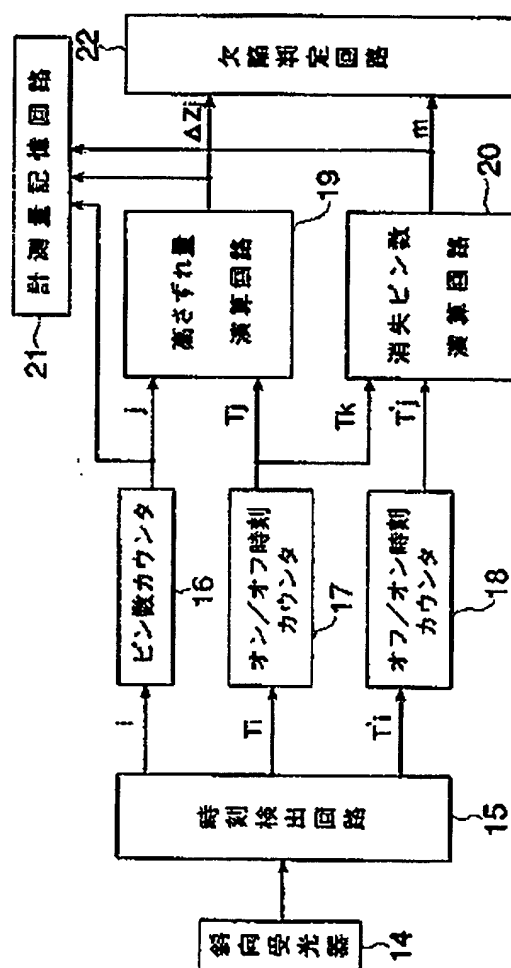 斜向受光器
14
時刻検出回路
15
i
Ti
T'i
ピン数カウンタ
16
オン/オフ時刻
カウンタ
17
オフ/オン時刻
カウンタ
18
j
Tj
Tk
T'j
高さずれ量
演算回路
19
消失ピン数
演算回路
20
計測量記憶回路
21
ΔZj
m
欠陥判定回路
22